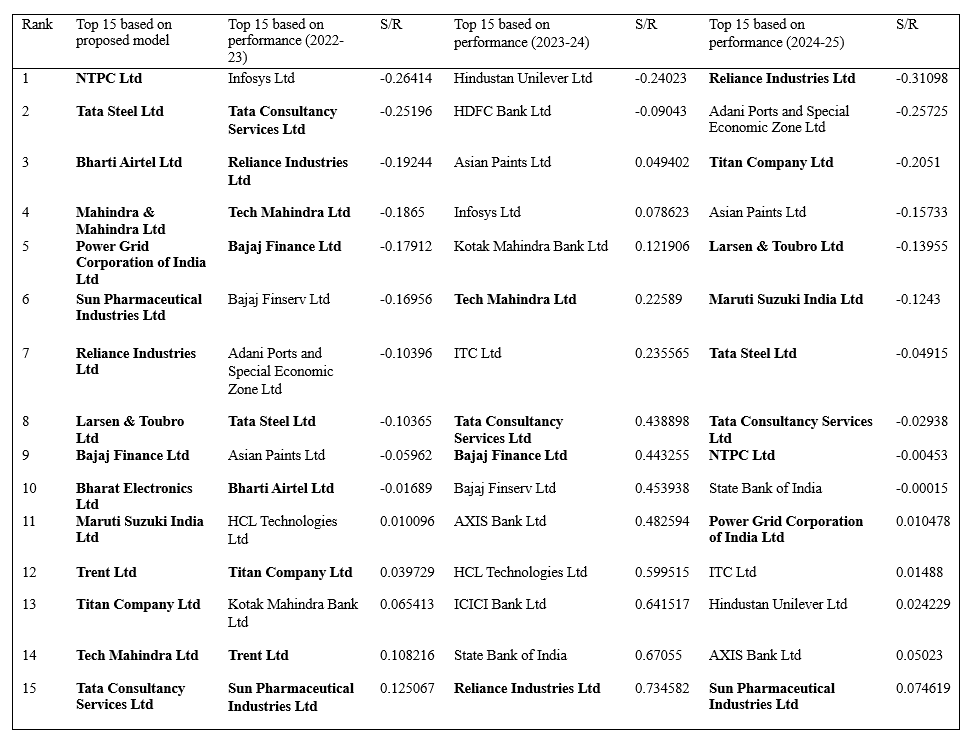 Rank Top 15 based on proposed model Top 15 based on performance (2022-23) S/R Top 15 based on performance (2023-24) S/R Top 15 based on performance (2024-25) S/R
1 NTPC Ltd Infosys Ltd -0.26414 Hindustan Unilever Ltd -0.24023 Reliance Industries Ltd -0.31098
2 Tata Steel Ltd Tata Consultancy Services Ltd -0.25196 HDFC Bank Ltd -0.09043 Adani Ports and Special Economic Zone Ltd -0.25725
3 Bharti Airtel Ltd Reliance Industries Ltd -0.19244 Asian Paints Ltd 0.049402 Titan Company Ltd -0.2051
4 Mahindra & Mahindra Ltd Tech Mahindra Ltd -0.1865 Infosys Ltd 0.078623 Asian Paints Ltd -0.15733
5 Power Grid Corporation of India Ltd Bajaj Finance Ltd -0.17912 Kotak Mahindra Bank Ltd 0.121906 Larsen & Toubro Ltd -0.13955
6 Sun Pharmaceutical Industries Ltd Bajaj Finserv Ltd -0.16956 Tech Mahindra Ltd 0.22589 Maruti Suzuki India Ltd -0.1243
7 Reliance Industries Ltd Adani Ports and Special Economic Zone Ltd -0.10396 ITC Ltd 0.235565 Tata Steel Ltd -0.04915
8 Larsen & Toubro Ltd Tata Steel Ltd -0.10365 Tata Consultancy Services Ltd 0.438898 Tata Consultancy Services Ltd -0.02938
9 Bajaj Finance Ltd Asian Paints Ltd -0.05962 Bajaj Finance Ltd 0.443255 NTPC Ltd -0.00453
10 Bharat Electronics Ltd Bharti Airtel Ltd -0.01689 Bajaj Finserv Ltd 0.453938 State Bank of India -0.00015
11 Maruti Suzuki India Ltd HCL Technologies Ltd 0.010096 AXIS Bank Ltd 0.482594 Power Grid Corporation of India Ltd 0.010478
12 Trent Ltd Titan Company Ltd 0.039729 HCL Technologies Ltd 0.599515 ITC Ltd 0.01488
13 Titan Company Ltd Kotak Mahindra Bank Ltd 0.065413 ICICI Bank Ltd 0.641517 Hindustan Unilever Ltd 0.024229
14 Tech Mahindra Ltd Trent Ltd 0.108216 State Bank of India 0.67055 AXIS Bank Ltd 0.05023
15 Tata Consultancy Services Ltd Sun Pharmaceutical Industries Ltd 0.125067 Reliance Industries Ltd 0.734582 Sun Pharmaceutical Industries Ltd 0.074619